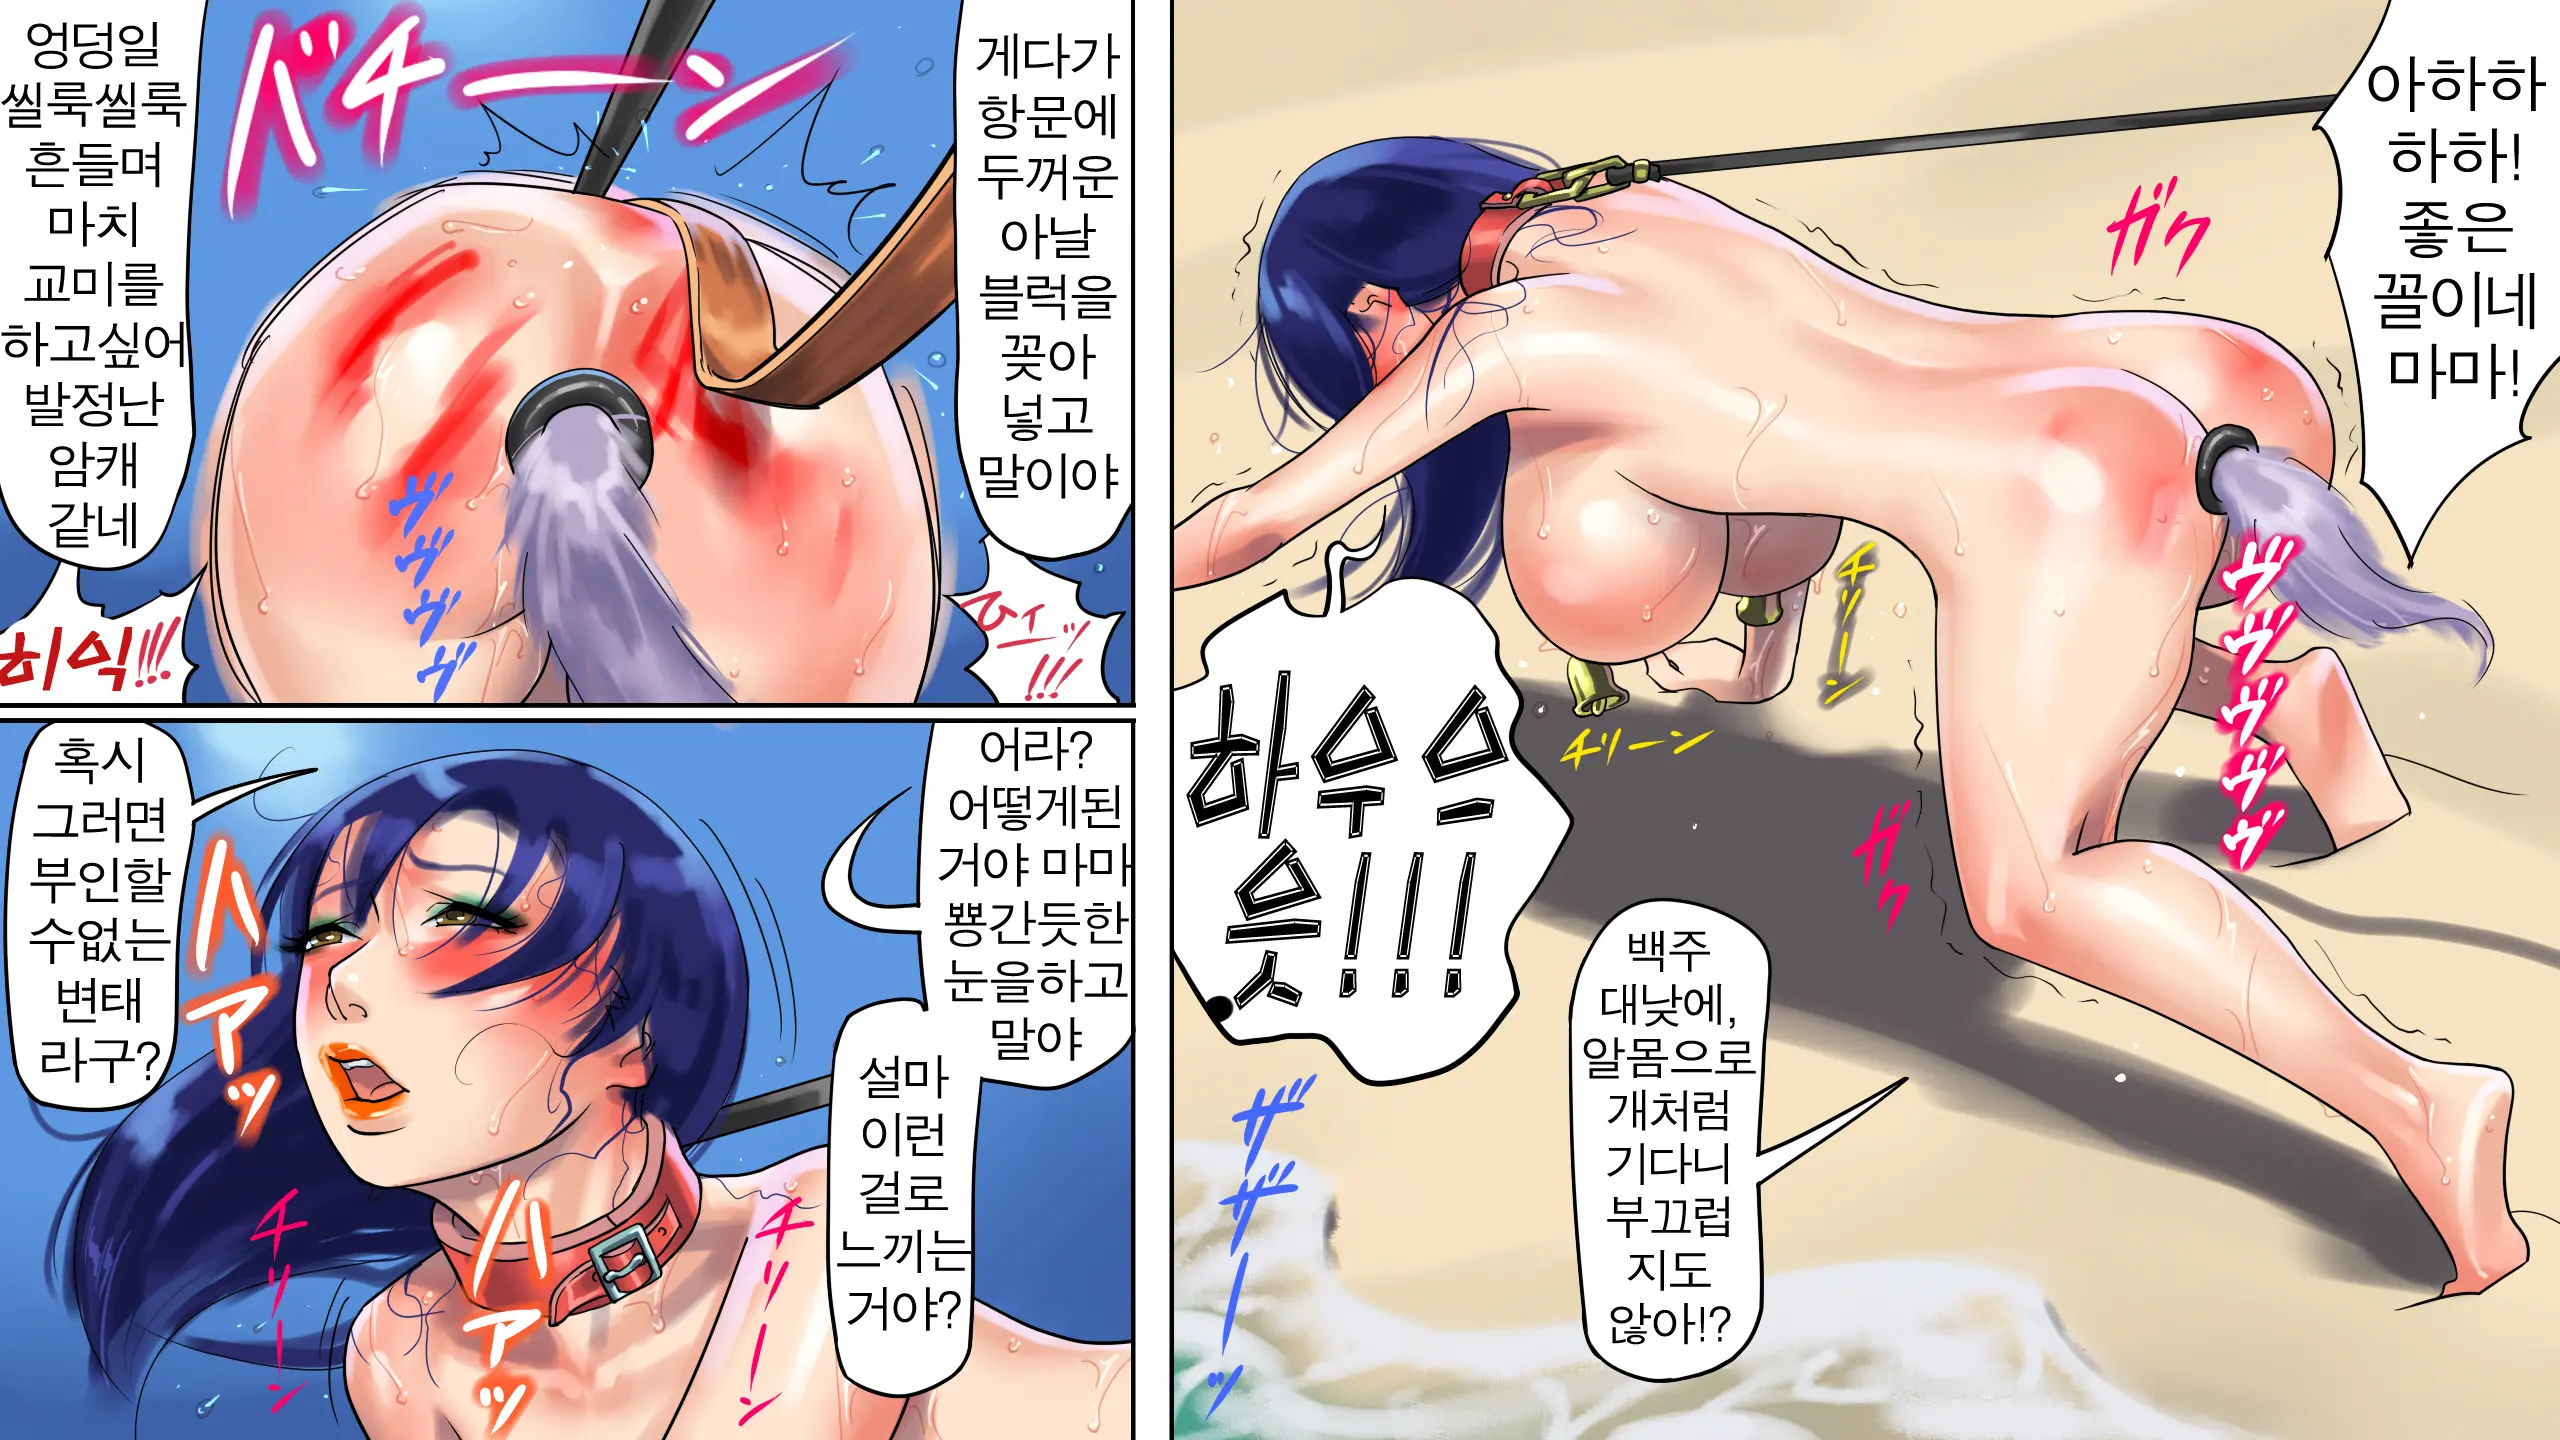 아하하
하하!
좋은
꼴이네
마마!
ガク
チリーン
チリーン
ヴヴヴヴヴ
하우으
읏!!!
ガク
백주
대낮에,
알몸으로
개처럼
기다니
부끄럽
지도
않아!?
ザザザーッ
게다가
항문에
두꺼운
아날
블럭을
꽂아
넣고
말이야
バチーン
엉덩일
씰룩씰룩
흔들며
마치
교미를
하고싶어
발정난
암캐
같네
ヴヴヴヴ
ひィーッ!!!
히익!!!
어라?
어떻게된
거야 마마
뿅간듯한
눈을하고
말야
설마
이런
걸로
느끼는
거야?
혹시
그러면
부인할
수없는
변태
라구?
ハアッ
ハアッ
チリーン
チリーン